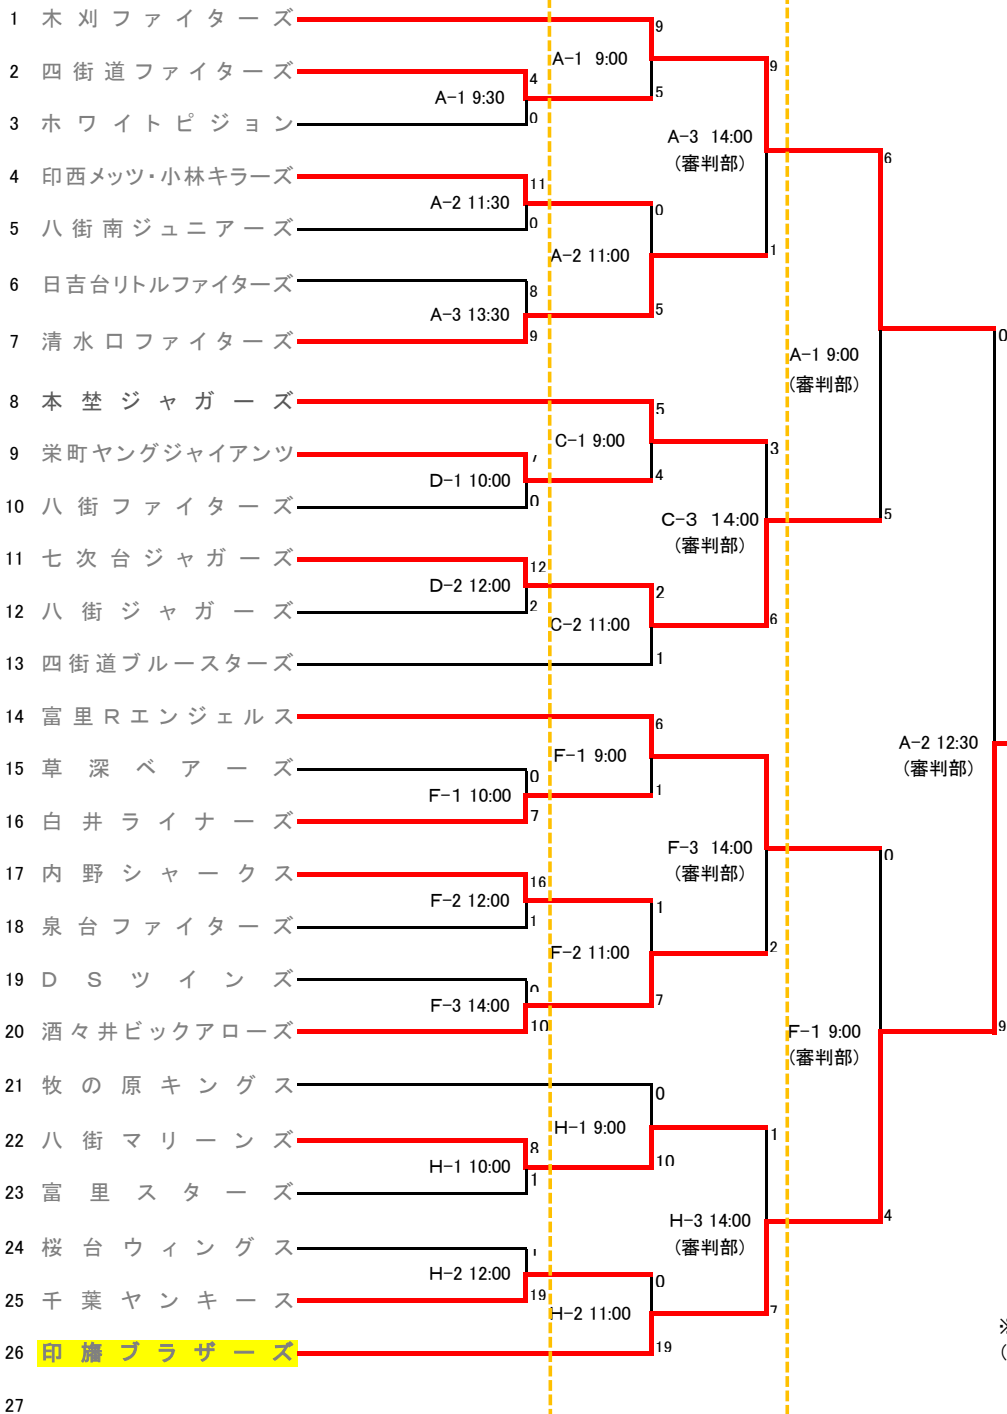 1 木刈ファイターズ
9
A-1 9:00
9
2 四街道ファイターズ
4
A-1 9:30
5
3 ホワイトピジョン
0
A-3 14:00
(審判部)
6
4 印西メッツ・小林キラーズ
11
A-2 11:30
0
5 八街南ジュニアーズ
0
A-2 11:00
1
6 日吉台リトルファイターズ
8
A-3 13:30
5
7 清水口ファイターズ
9
0
A-1 9:00
(審判部)
8 本埜ジャガーズ
5
C-1 9:00
3
9 栄町ヤングジャイアンツ
D-1 10:00
4
10 八街ファイターズ
0
C-3 14:00
(審判部)
5
11 七次台ジャガーズ
12
D-2 12:00
2
12 八街ジャガーズ
2
C-2 11:00
6
13 四街道ブルースターズ
1
14 富里Rエンジェルス
6
F-1 9:00
A-2 12:30
(審判部)
15 草深ベアーズ
0
F-1 10:00
1
16 白井ライナーズ
7
F-3 14:00
(審判部)
0
17 内野シャークス
16
F-2 12:00
1
18 泉台ファイターズ
1
F-2 11:00
2
19 DSツインズ
0
F-3 14:00
7
20 酒々井ビックアローズ
10
F-1 9:00
(審判部)
9
21 牧の原キングス
0
H-1 9:00
1
22 八街マリーンズ
8
H-1 10:00
10
23 富里スターズ
1
H-3 14:00
(審判部)
4
24 桜台ウィングス
H-2 12:00
0
25 千葉ヤンキース
19
H-2 11:00
7
26 印旛ブラザーズ
19
※
(
27